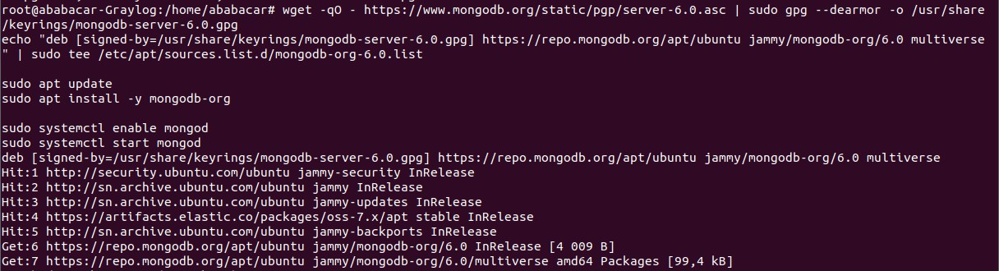 root@ababacar-Graylog:/home/ababacar# wget -qO - https://www.mongodb.org/static/pgp/server-6.0.asc | sudo gpg --dearmor -o /usr/share
/keyrings/mongodb-server-6.0.gpg
echo "deb [signed-by=/usr/share/keyrings/mongodb-server-6.0.gpg] https://repo.mongodb.org/apt/ubuntu jammy/mongodb-org/6.0 multiverse
" | sudo tee /etc/apt/sources.list.d/mongodb-org-6.0.list
sudo apt update
sudo apt install -y mongodb-org
sudo systemctl enable mongod
sudo systemctl start mongod
deb [signed-by=/usr/share/keyrings/mongodb-server-6.0.gpg] https://repo.mongodb.org/apt/ubuntu jammy/mongodb-org/6.0 multiverse
Hit:1 http://security.ubuntu.com/ubuntu jammy-security InRelease
Hit:2 http://sn.archive.ubuntu.com/ubuntu jammy InRelease
Hit:3 http://sn.archive.ubuntu.com/ubuntu jammy-updates InRelease
Hit:4 https://artifacts.elastic.co/packages/oss-7.x/apt stable InRelease
Hit:5 http://sn.archive.ubuntu.com/ubuntu jammy-backports InRelease
Get:6 https://repo.mongodb.org/apt/ubuntu jammy/mongodb-org/6.0 InRelease [4 009 B]
Get:7 https://repo.mongodb.org/apt/ubuntu jammy/mongodb-org/6.0/multiverse amd64 Packages [99,4 kB]